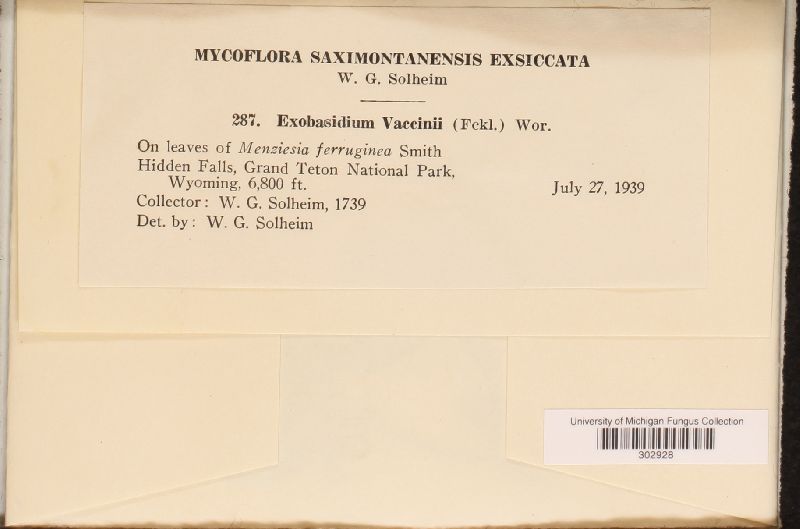 MYCOFLORA SAXIMONTANENSIS EXSICCATA
W. G. Solheim
287. Exobasidium Vaccinii (Fckl.) Wor.
On leaves of Menziesia ferruginea Smith
Hidden Falls, Grand Teton National Park,
Wyoming, 6,800 ft. July 27, 1939
Collector: W. G. Solheim, 1739
Det. by: W. G. Solheim
University of Michigan Fungus Collection
302928